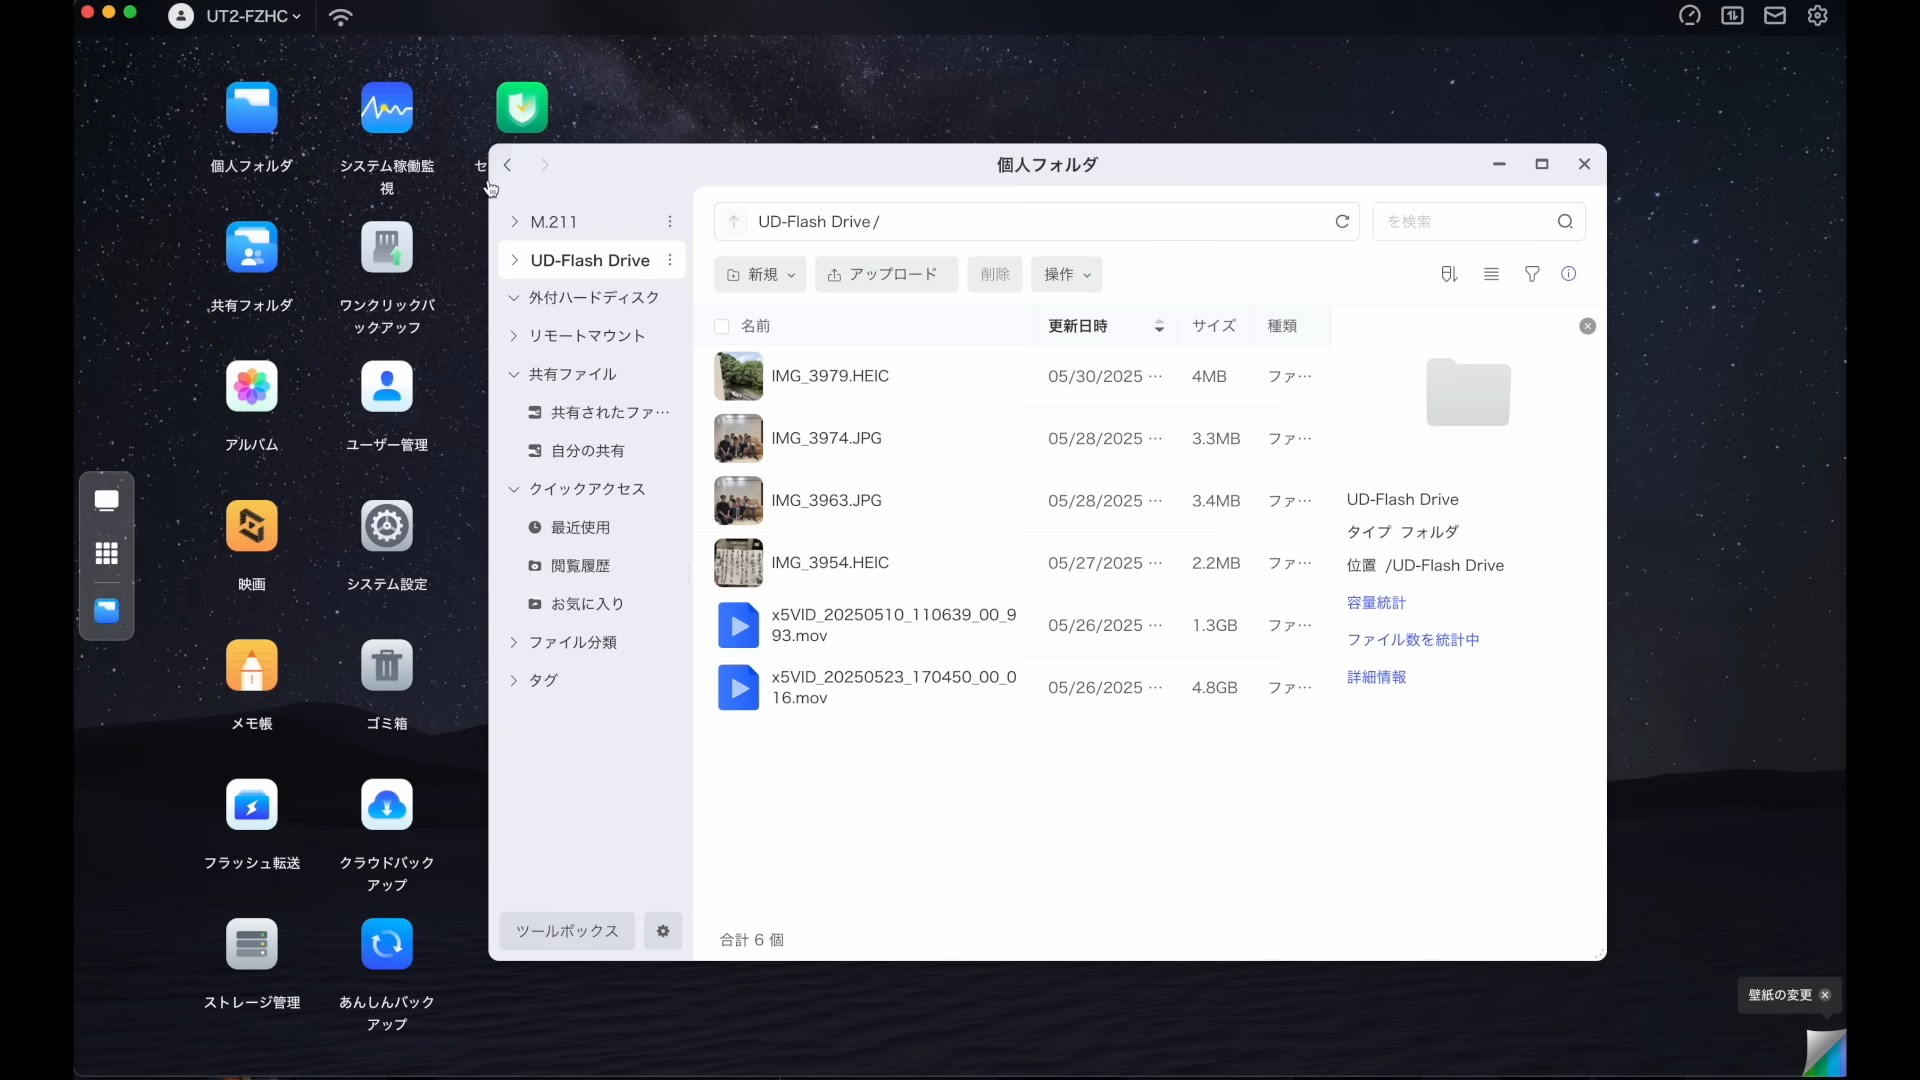 UT2-FZHC
個人フォルダ
システム稼働監
視
セ
共有フォルダ
ワンクリックバ
ックアップ
アルバム
ユーザー管理
映画
システム設定
メモ帳
ゴミ箱
フラッシュ転送
クラウドバック
アップ
ストレージ管理
あんしんバック
アップ
個人フォルダ
M.211
UD-Flash Drive
外付ハードディスク
リモートマウント
共有ファイル
共有されたファ…
自分の共有
クイックアクセス
最近使用
閲覧履歴
お気に入り
ファイル分類
タグ
ツールボックス
UD-Flash Drive /
を検索
新規
アップロード
削除
操作
名前 更新日時 サイズ 種類
IMG_3979.HEIC 05/30/2025 … 4MB ファ…
IMG_3974.JPG 05/28/2025 … 3.3MB ファ…
IMG_3963.JPG 05/28/2025 … 3.4MB ファ…
IMG_3954.HEIC 05/27/2025 … 2.2MB ファ…
x5VID_20250510_110639_00_9
93.mov 05/26/2025 … 1.3GB ファ…
x5VID_20250523_170450_00_0
16.mov 05/26/2025 … 4.8GB ファ…
合計 6 個
UD-Flash Drive
タイプ フォルダ
位置 /UD-Flash Drive
容量統計
ファイル数を統計中
詳細情報
壁紙の変更